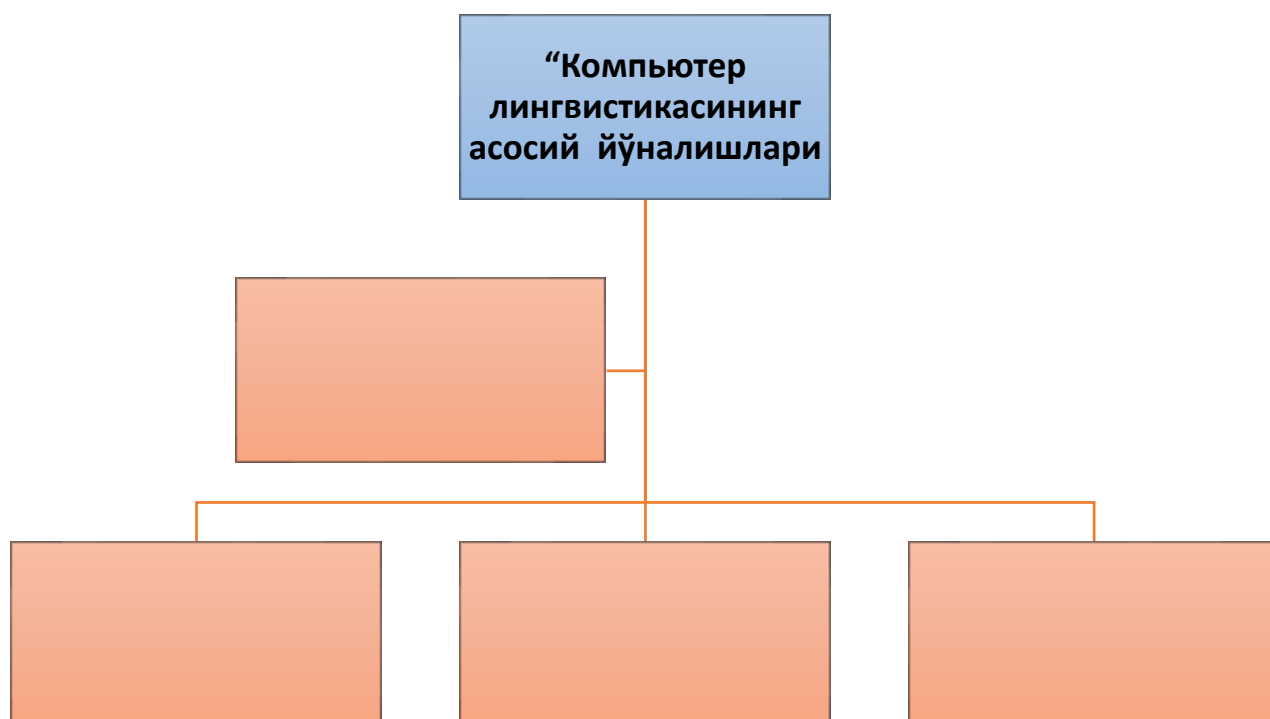 “Компьютер
лингвистикасининг
асосий йўналишлари